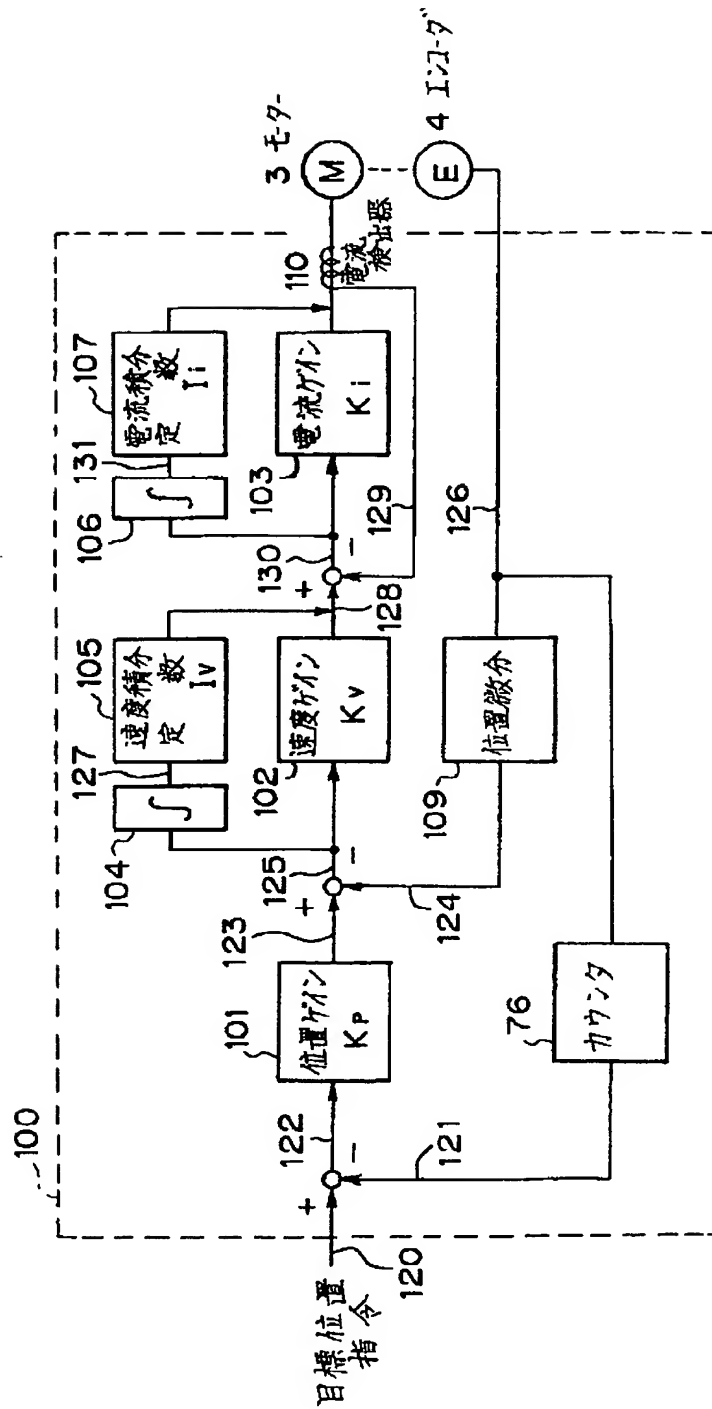 100
目標位置
指令
120
+
−
122
121
101
位置ゲイン
Kp
123
+
−
125
124
104
∫
127
105
速度積分
定 数
Iv
102
速度ゲイン
Kv
128
+
−
130
129
106
∫
131
107
電流積分
定 数
Ii
103
電流ゲイン
Ki
110
電流
検出器
3 モーター
M
4 エンコーダ
E
126
109
位置微分
76
カウンタ